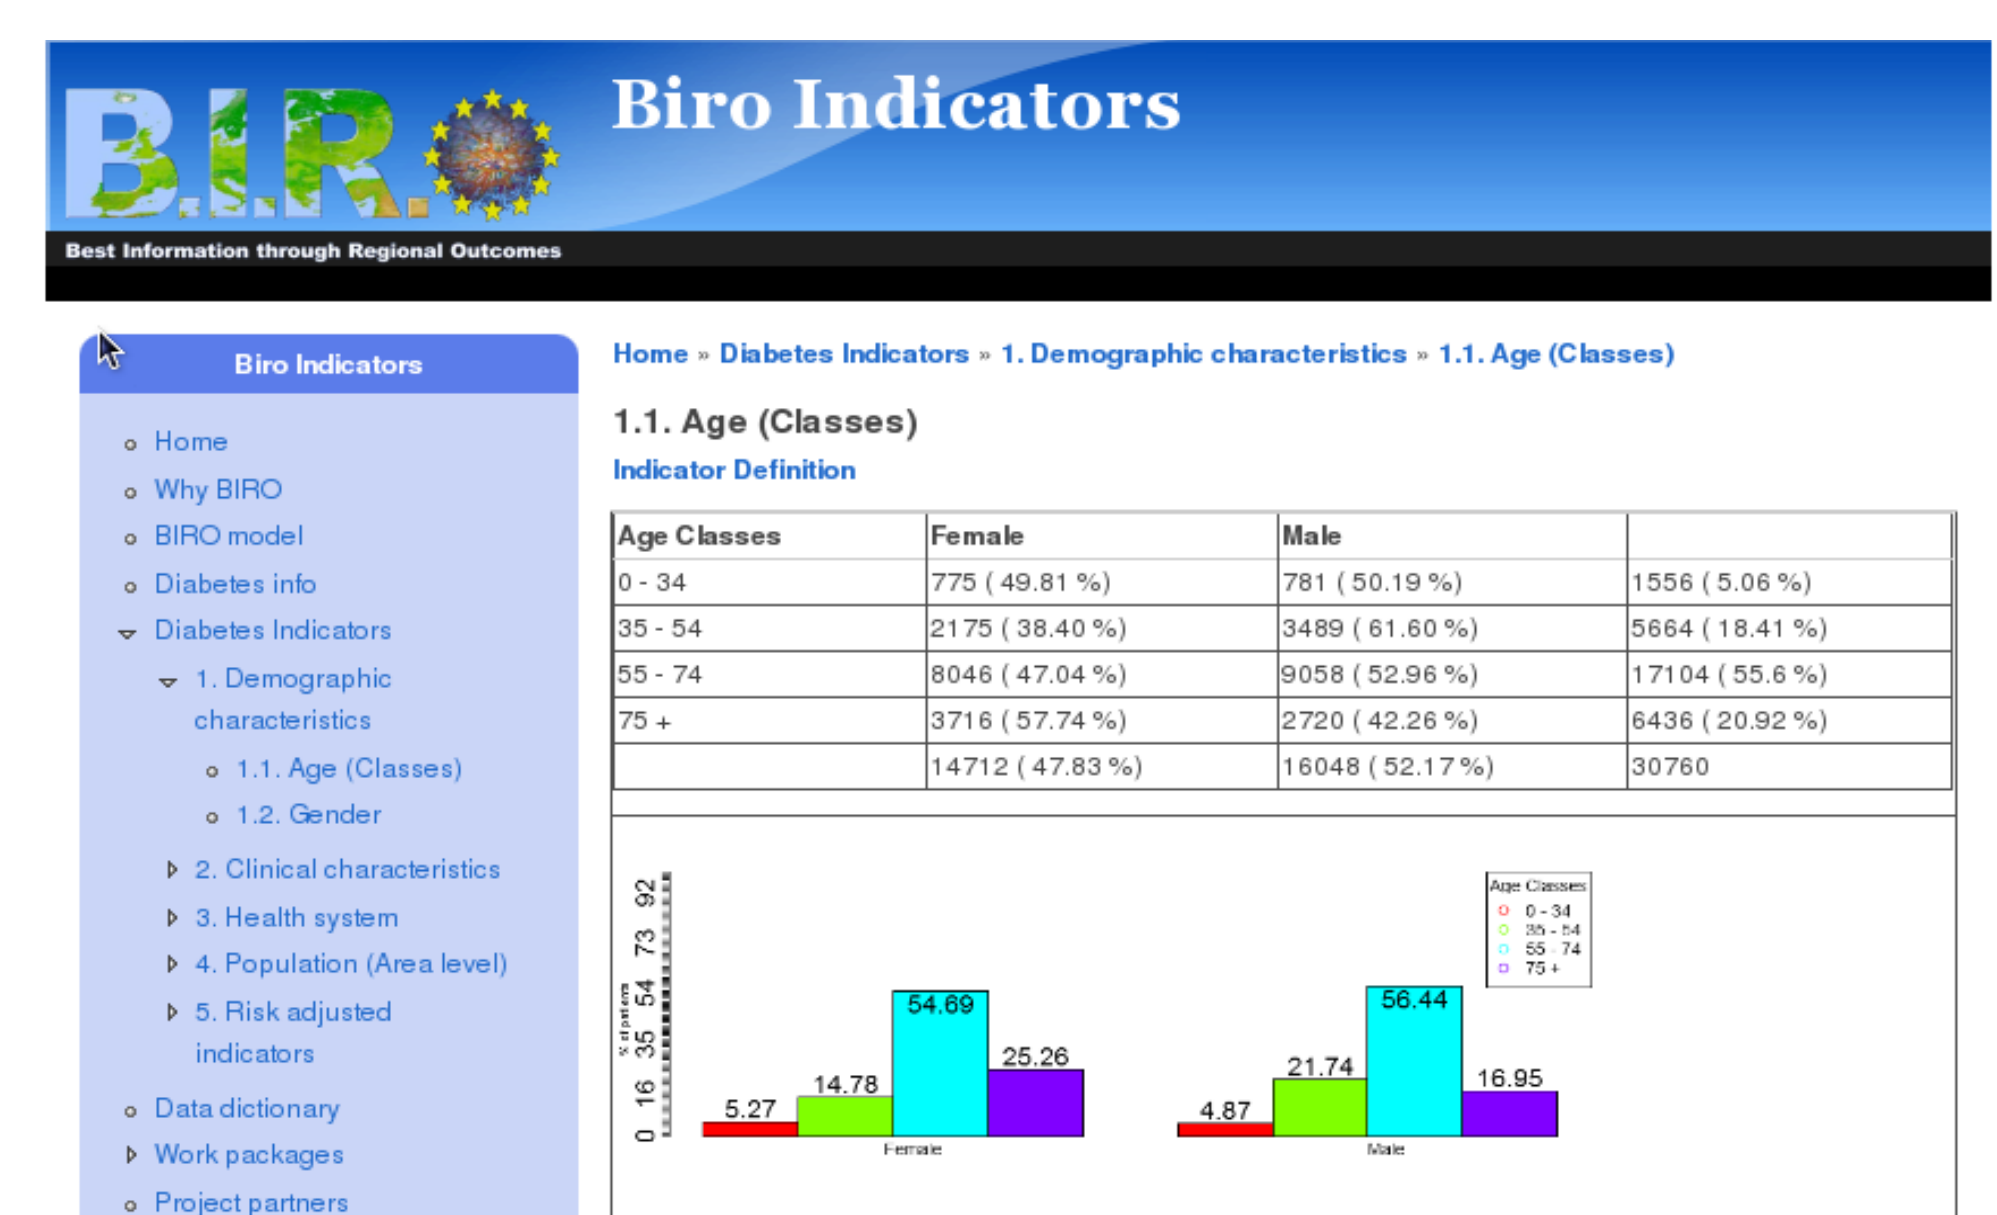 B.I.R.O
Biro Indicators
Best Information through Regional Outcomes
Biro Indicators
Home
Why BIRO
BIRO model
Diabetes info
Diabetes Indicators
1. Demographic
characteristics
1.1. Age (Classes)
1.2. Gender
2. Clinical characteristics
3. Health system
4. Population (Area level)
5. Risk adjusted
indicators
Data dictionary
Work packages
Project partners
Home » Diabetes Indicators » 1. Demographic characteristics » 1.1. Age (Classes)
1.1. Age (Classes)
Indicator Definition
Age Classes Female Male
0 - 34 775 ( 49.81 %) 781 ( 50.19 %) 1556 ( 5.06 %)
35 - 54 2175 ( 38.40 %) 3489 ( 61.60 %) 5664 ( 18.41 %)
55 - 74 8046 ( 47.04 %) 9058 ( 52.96 %) 17104 ( 55.6 %)
75 + 3716 ( 57.74 %) 2720 ( 42.26 %) 6436 ( 20.92 %)
14712 ( 47.83 %) 16048 ( 52.17 %) 30760
% of patients
0 16 35 54 73 92
5.27 14.78 54.69 25.26
4.87 21.74 56.44 16.95
Female Male
Age Classes
0 - 34
35 - 54
55 - 74
75 +